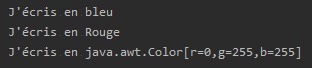 J'écris en bleu
J'écris en Rouge
J'écris en java.awt.Color[r=0,g=255,b=255]